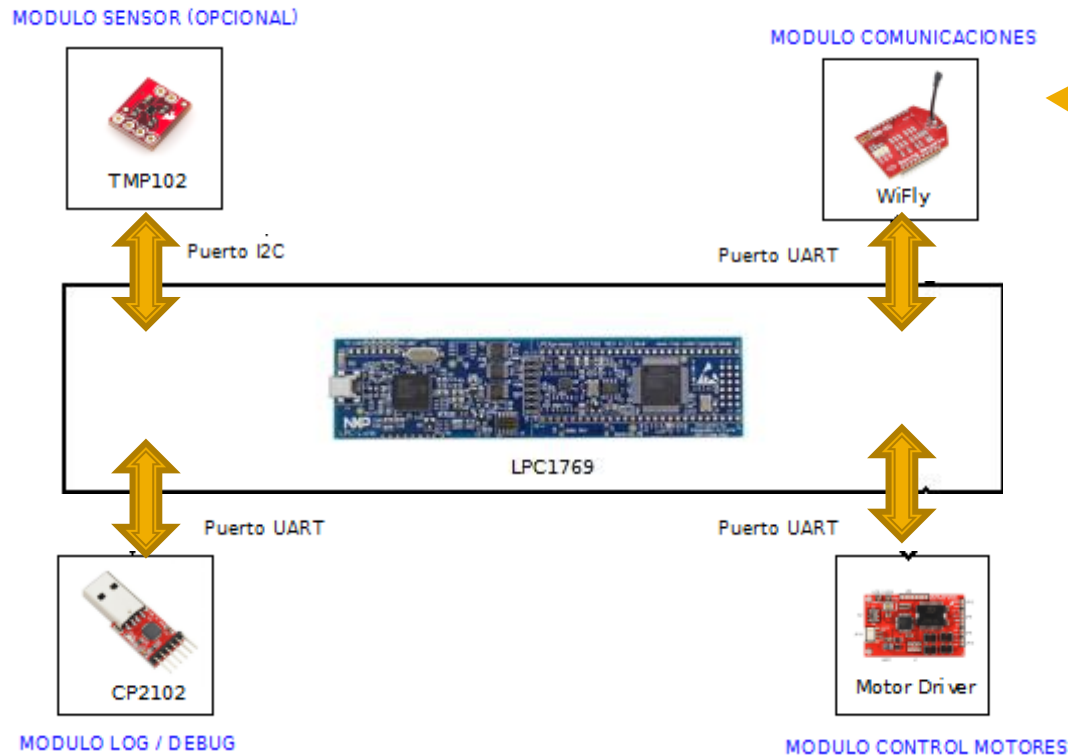 MODULO SENSOR (OPCIONAL)
MODULO COMUNICACIONES
TMP102
WiFly
Puerto I2C
Puerto UART
NXP
LPC1769
Puerto UART
Puerto UART
CP2102
Motor Driver
MODULO LOG / DEBUG
MODULO CONTROL MOTORES